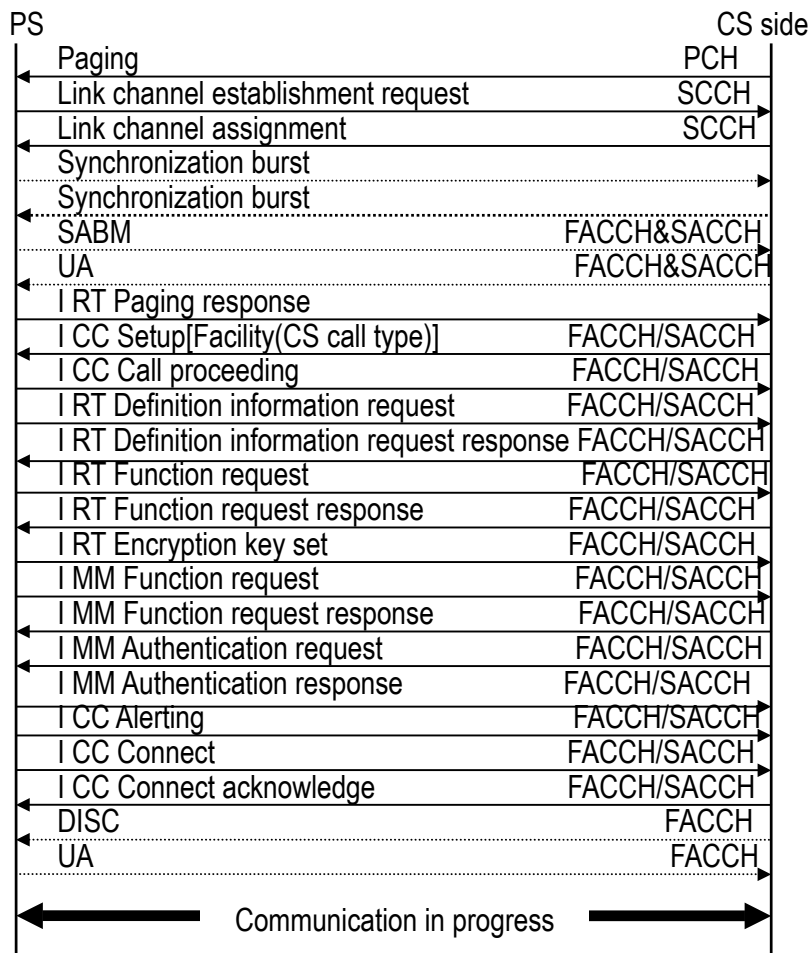 PS CS side
Paging PCH
Link channel establishment request SCCH
Link channel assignment SCCH
Synchronization burst
Synchronization burst
SABM FACCH&SACCH
UA FACCH&SACCH
I RT Paging response
I CC Setup[Facility(CS call type)] FACCH/SACCH
I CC Call proceeding FACCH/SACCH
I RT Definition information request FACCH/SACCH
I RT Definition information request response FACCH/SACCH
I RT Function request FACCH/SACCH
I RT Function request response FACCH/SACCH
I RT Encryption key set FACCH/SACCH
I MM Function request FACCH/SACCH
I MM Function request response FACCH/SACCH
I MM Authentication request FACCH/SACCH
I MM Authentication response FACCH/SACCH
I CC Alerting FACCH/SACCH
I CC Connect FACCH/SACCH
I CC Connect acknowledge FACCH/SACCH
DISC FACCH
UA FACCH
Communication in progress